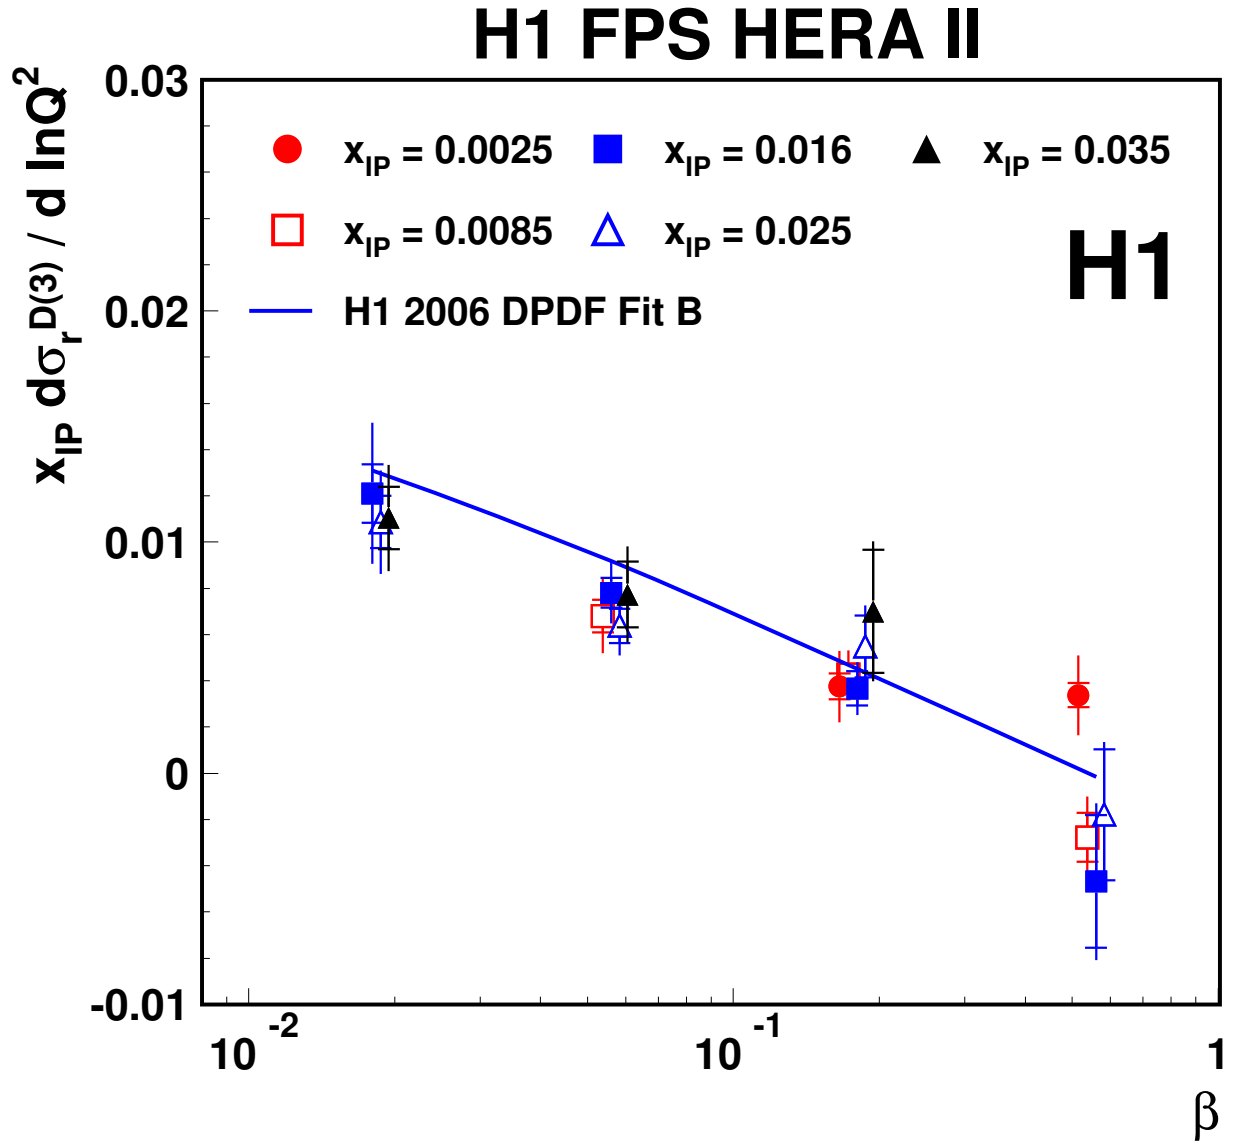 H1 FPS HERA II
x_IP dσ_r^D(3) / d lnQ^2
0.03
0.02
0.01
0
-0.01
x_IP = 0.0025
x_IP = 0.016
x_IP = 0.035
x_IP = 0.0085
x_IP = 0.025
H1 2006 DPDF Fit B
H1
10^-2
10^-1
1
β